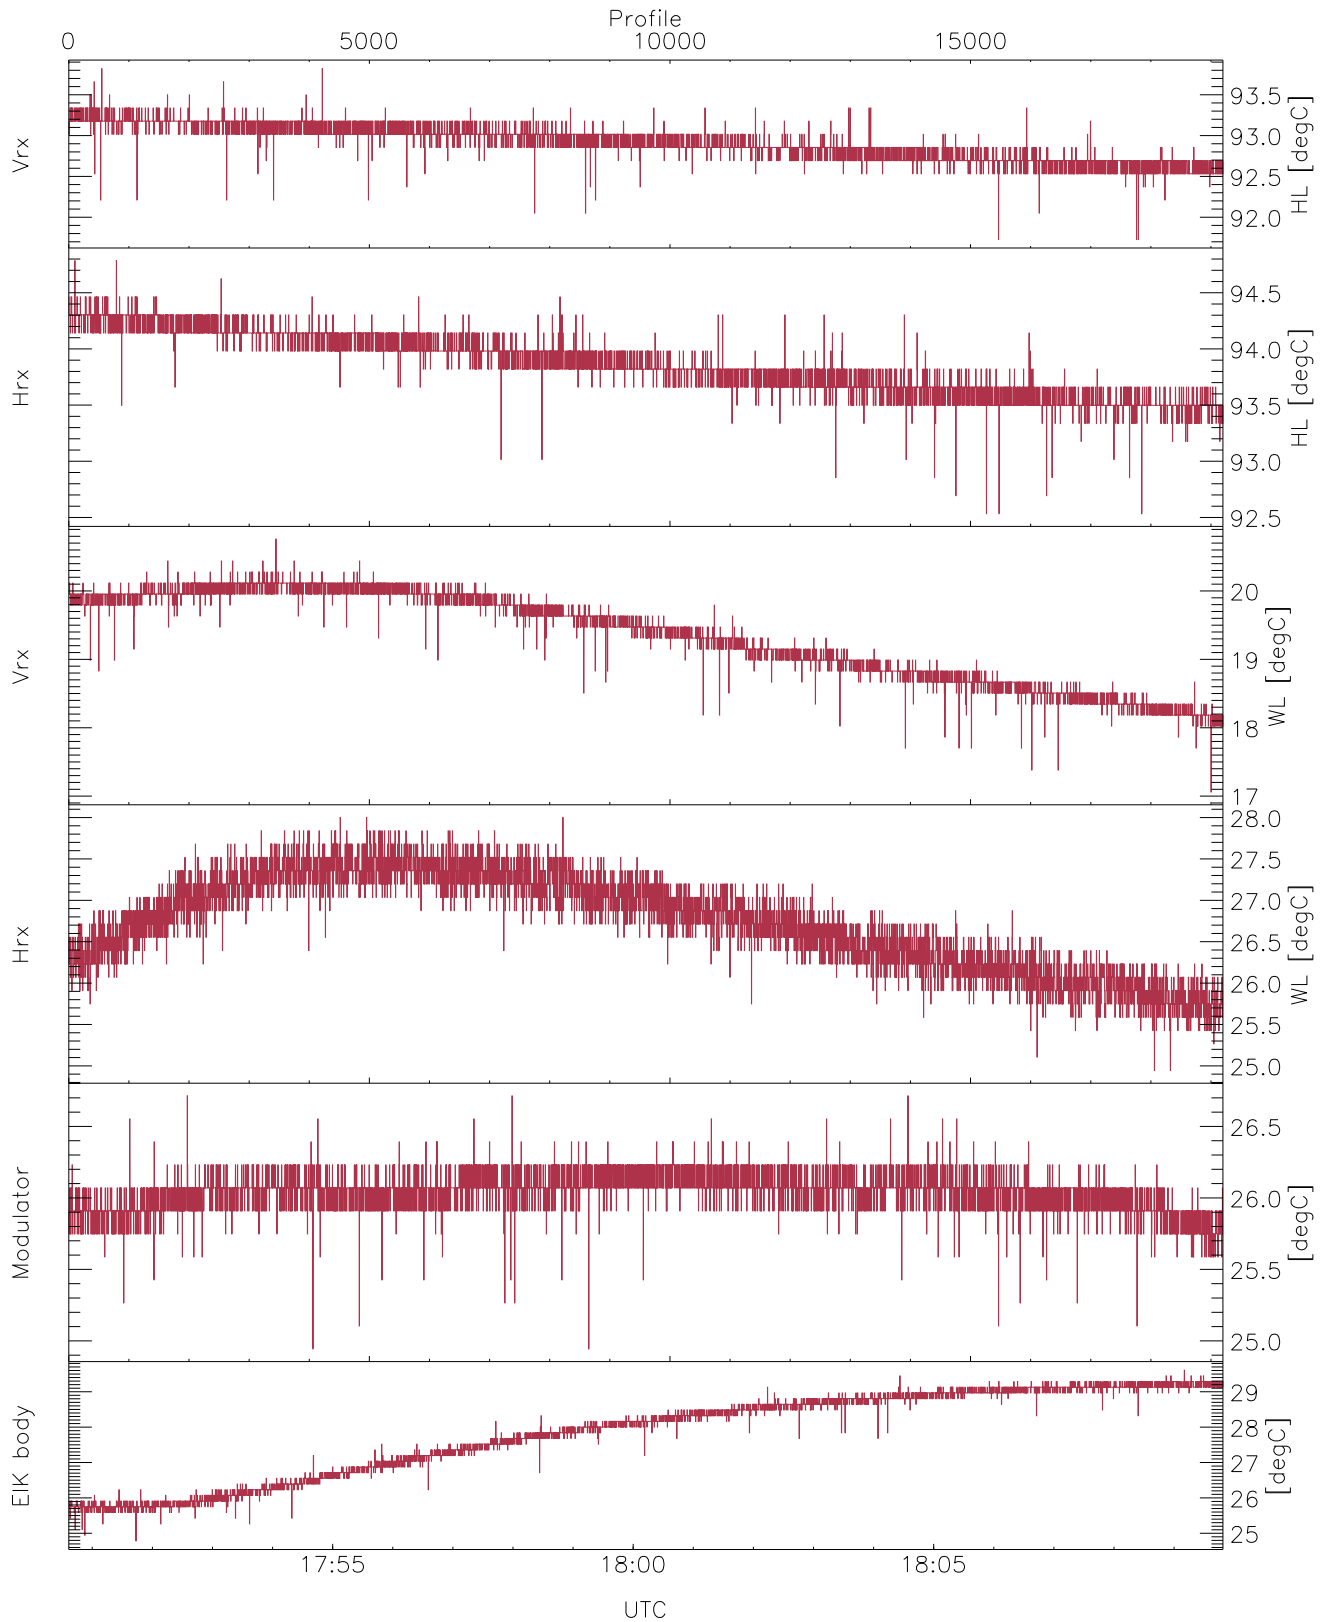 Profile
0 5000 10000 15000
Vrx
93.5
93.0
92.5
92.0
HL [degC]
Hrx
94.5
94.0
93.5
93.0
92.5
HL [degC]
Vrx
20
19
18
17
WL [degC]
Hrx
28.0
27.5
27.0
26.5
26.0
25.5
25.0
WL [degC]
Modulator
26.5
26.0
25.5
25.0
[degC]
EIK body
29
28
27
26
25
[degC]
17:55 18:00 18:05
UTC